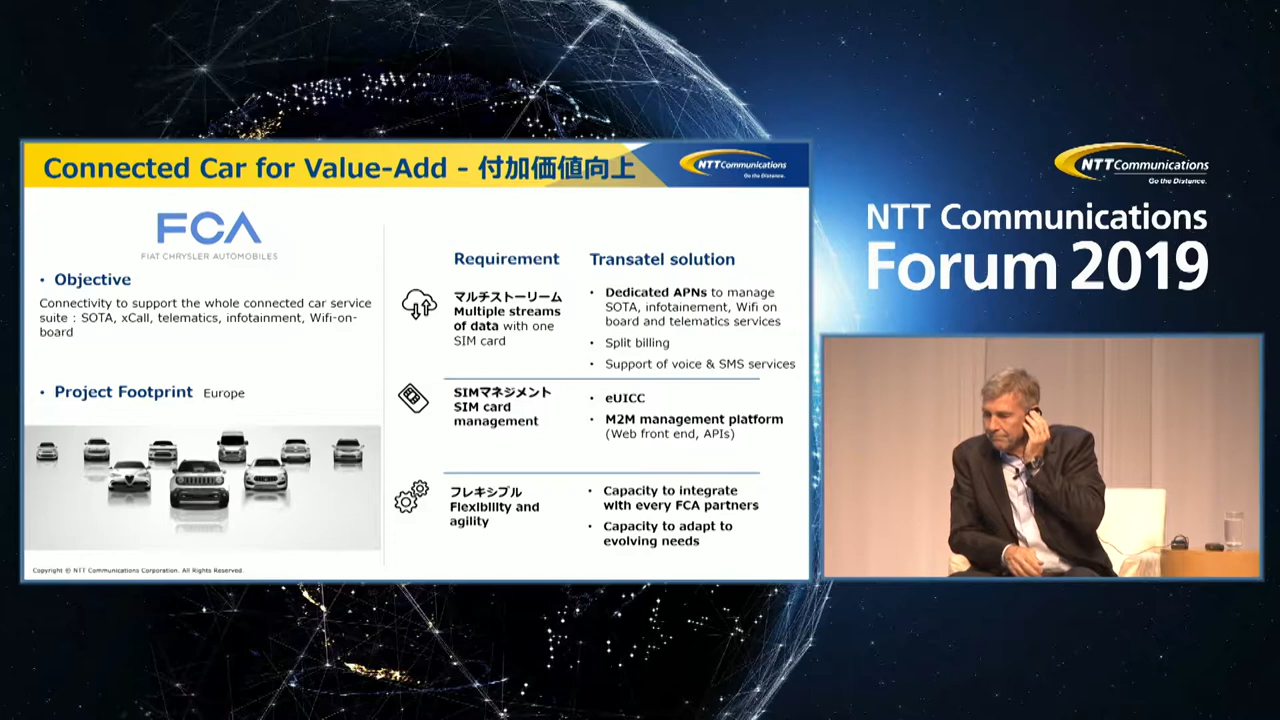 Connected Car for Value-Add - 付加価値向上
NTT Communications
Go the Distance.
FCA
FIAT CHRYSLER AUTOMOBILES
• Objective
Connectivity to support the whole connected car service
suite : SOTA, xCall, telematics, infotainment, Wifi-on-
board
• Project Footprint Europe
Requirement
Transatel solution
マルチストーリーム
Multiple streams
of data with one
SIM card
• Dedicated APNs to manage
SOTA, infotainement, Wifi on
board and telematics services
• Split billing
• Support of voice & SMS services
SIMマネジメント
SIM card
management
• eUICC
• M2M management platform
(Web front end, APIs)
フレキシブル
Flexibility and
agility
• Capacity to integrate
with every FCA partners
• Capacity to adapt to
evolving needs
Copyright © NTT Communications Corporation. All Rights Reserved.
NTT Communications
Go the Distance.
NTT Communications
Forum 2019